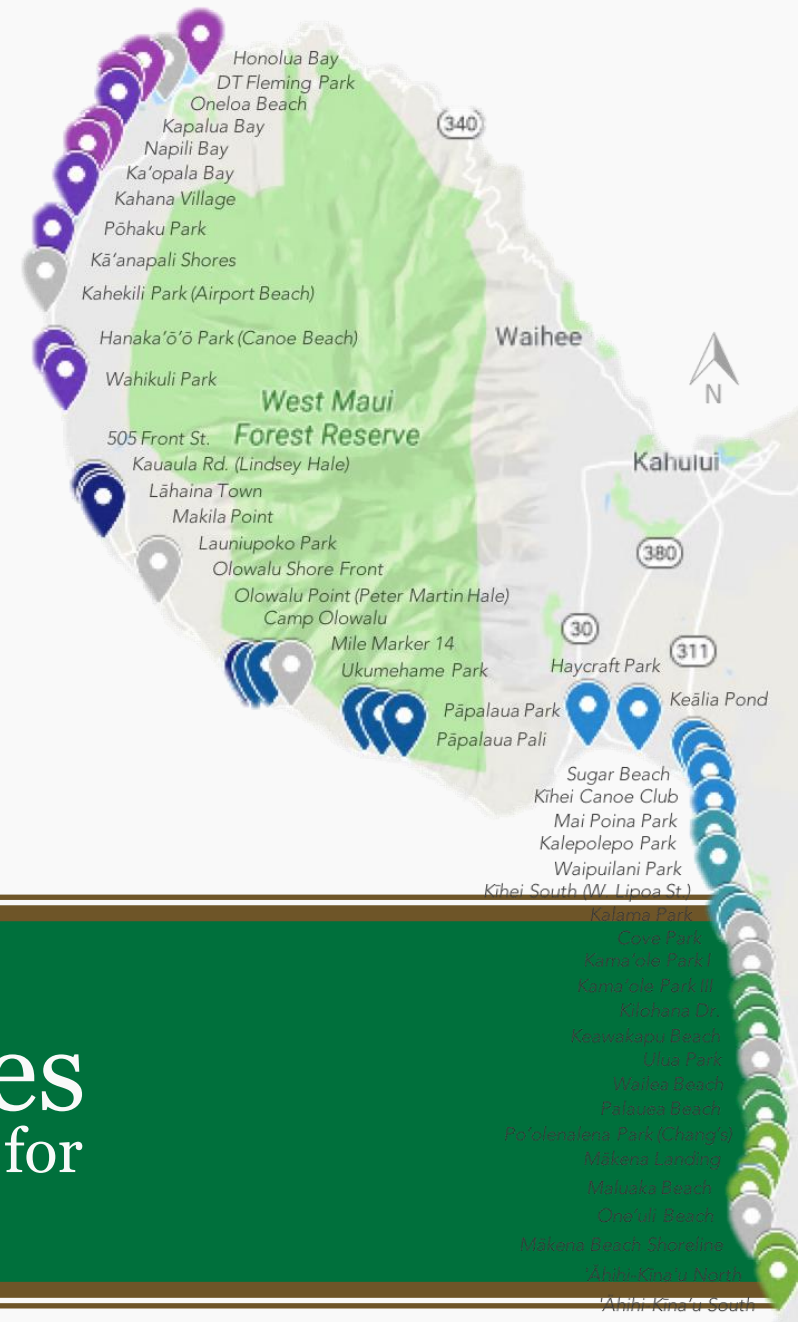 Honolua Bay
DT Fleming Park
Oneloa Beach
340
Kapalua Bay
Napili Bay
Ka'opala Bay
Kahana Village
Pōhaku Park
Kā'anapali Shores
Kahekili Park (Airport Beach)
Hanaka'ō'ō Park (Canoe Beach)
Waihee
Wahikuli Park
N
West Maui
Forest Reserve
505 Front St.
Kauaula Rd. (Lindsey Hale)
Kahului
Lāhaina Town
Makila Point
Launiupoko Park
380
Olowalu Shore Front
Olowalu Point (Peter Martin Hale)
Camp Olowalu
30
Mile Marker 14
311
Ukumehame Park
Haycraft Park
Keālia Pond
Pāpalaua Park
Pāpalaua Pali
Sugar Beach
Kīhei Canoe Club
Mai Poina Park
Kalepolepo Park
Waipuilani Park
Kīhei South (W. Lipoa St.)
Kalama Park
Cove Park
Kama'ole Park I
Kama'ole Park III
Kilohana Dr.
Keawakapu Beach
Ulua Park
es
Wailea Beach
Palauea Beach
for
Po'olenalena Park (Chang's)
Mākena Landing
Maluaka Beach
One'uli Beach
Mākena Beach Shoreline
'Āhihi-Kīna'u North
'Āhihi-Kīna'u South